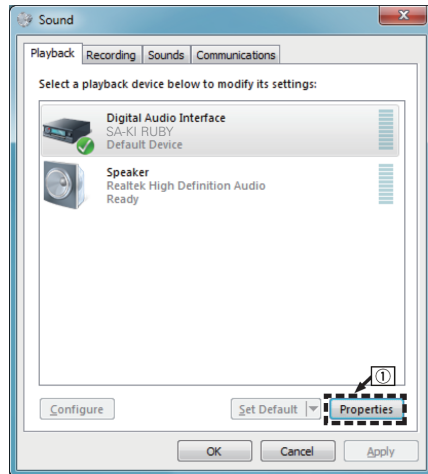 Sound
Playback Recording Sounds Communications
Select a playback device below to modify its settings:
Digital Audio Interface
SA-KI RUBY
Default Device
Speaker
Realtek High Definition Audio
Ready
①
Configure Set Default Properties
OK Cancel Apply